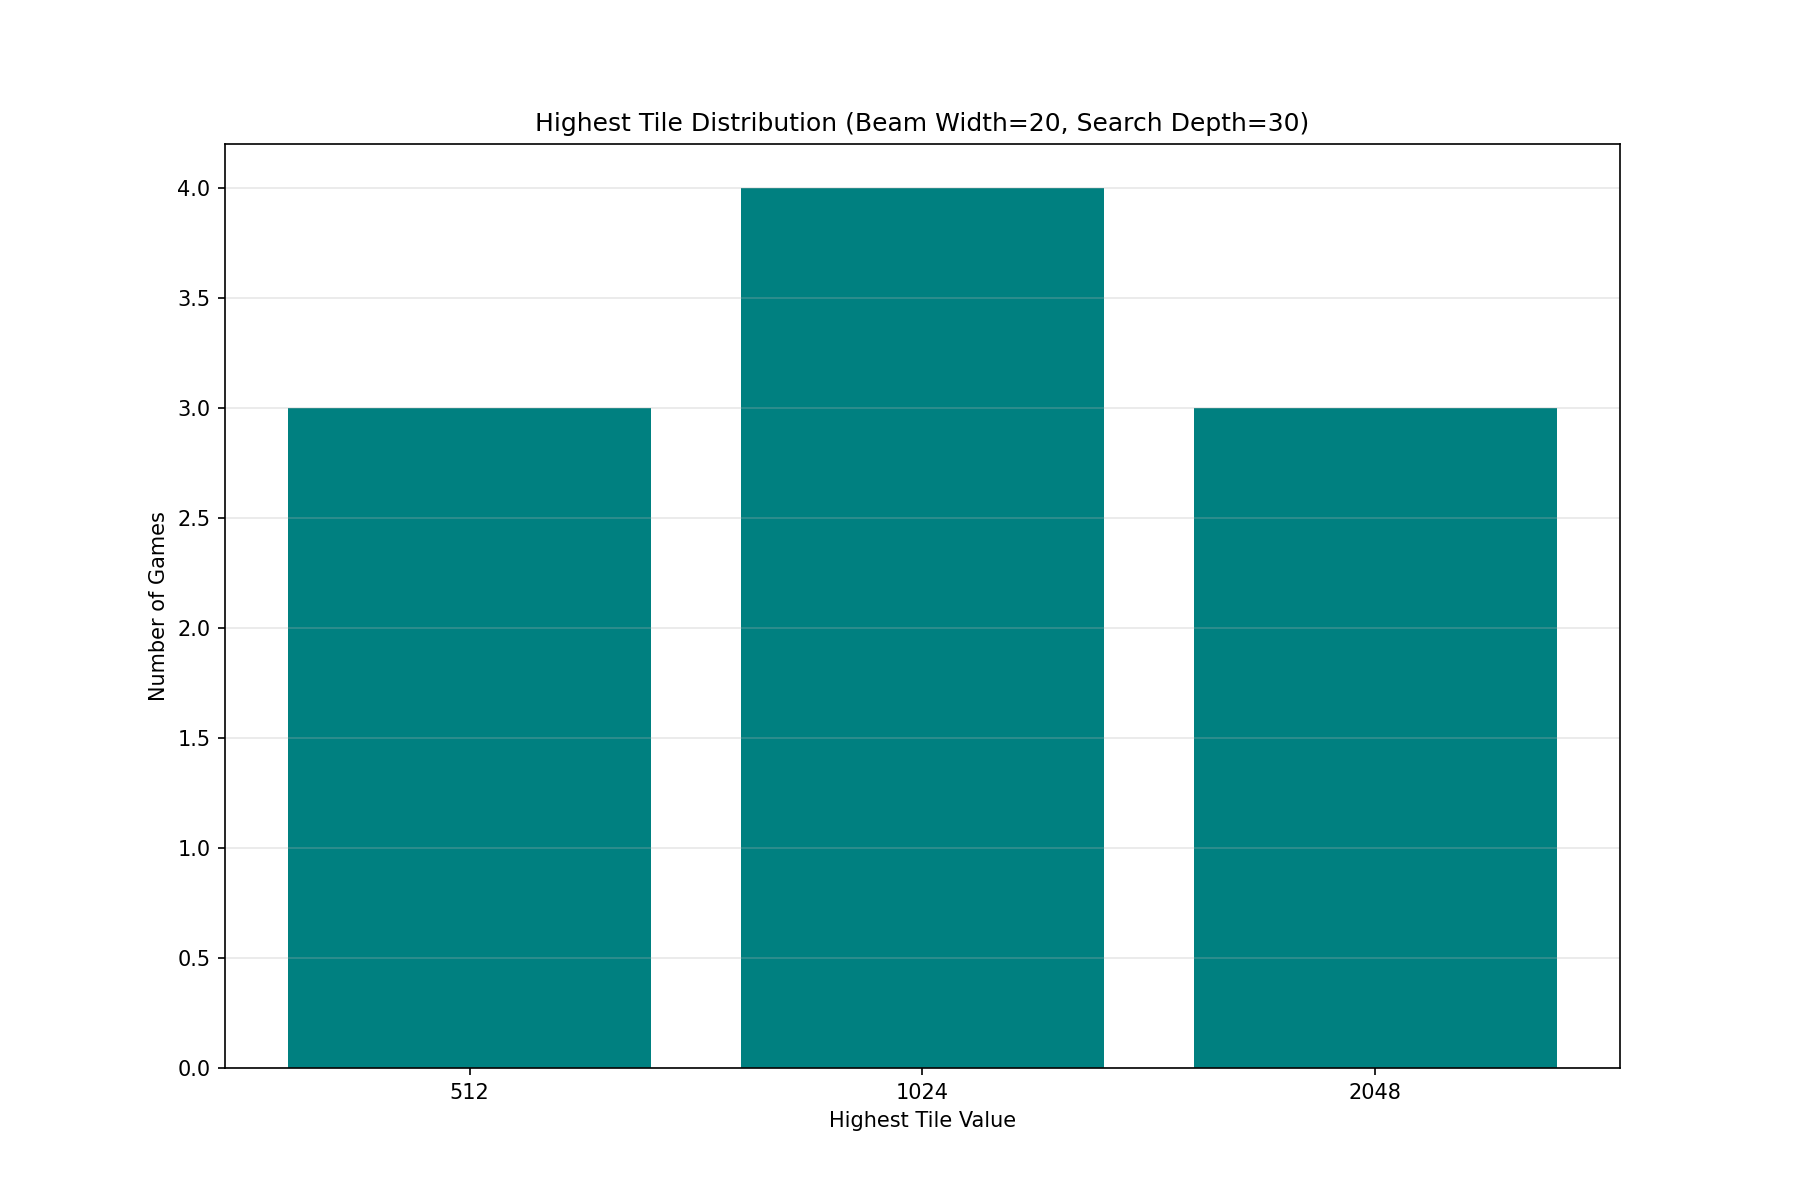 Highest Tile Distribution (Beam Width=20, Search Depth=30)
4.0
3.5
3.0
2.5
2.0
1.5
1.0
0.5
0.0
Number of Games
512 1024 2048
Highest Tile Value